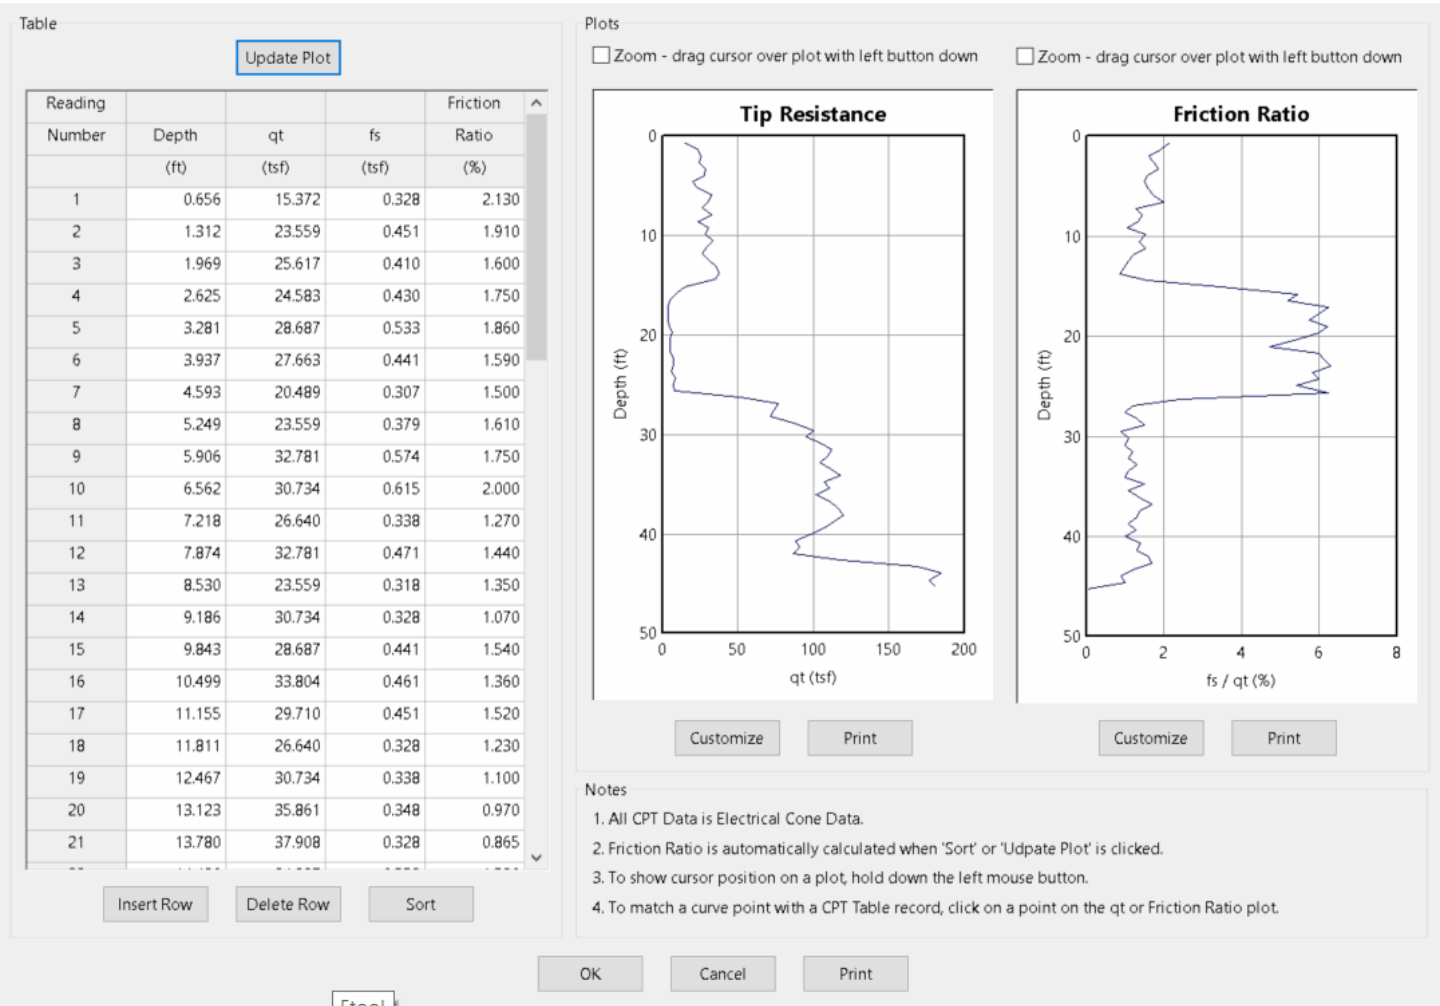 Table
Update Plot
Reading Friction
Number Depth qt fs Ratio
(ft) (tsf) (tsf) (%)
1 0.656 15.372 0.328 2.130
2 1.312 23.559 0.451 1.910
3 1.969 25.617 0.410 1.600
4 2.625 24.583 0.430 1.750
5 3.281 28.687 0.533 1.860
6 3.937 27.663 0.441 1.590
7 4.593 20.489 0.307 1.500
8 5.249 23.559 0.379 1.610
9 5.906 32.781 0.574 1.750
10 6.562 30.734 0.615 2.000
11 7.218 26.640 0.338 1.270
12 7.874 32.781 0.471 1.440
13 8.530 23.559 0.318 1.350
14 9.186 30.734 0.328 1.070
15 9.843 28.687 0.441 1.540
16 10.499 33.804 0.461 1.360
17 11.155 29.710 0.451 1.520
18 11.811 26.640 0.328 1.230
19 12.467 30.734 0.338 1.100
20 13.123 35.861 0.348 0.970
21 13.780 37.908 0.328 0.865
Insert Row Delete Row Sort
Plots
Zoom - drag cursor over plot with left button down
Tip Resistance
0
10
20
30
40
50
Depth (ft)
0 50 100 150 200
qt (tsf)
Customize Print
Zoom - drag cursor over plot with left button down
Friction Ratio
0
10
20
30
40
50
Depth (ft)
0 2 4 6 8
fs / qt (%)
Customize Print
Notes
1. All CPT Data is Electrical Cone Data.
2. Friction Ratio is automatically calculated when 'Sort' or 'Udpate Plot' is clicked.
3. To show cursor position on a plot, hold down the left mouse button.
4. To match a curve point with a CPT Table record, click on a point on the qt or Friction Ratio plot.
OK Cancel Print